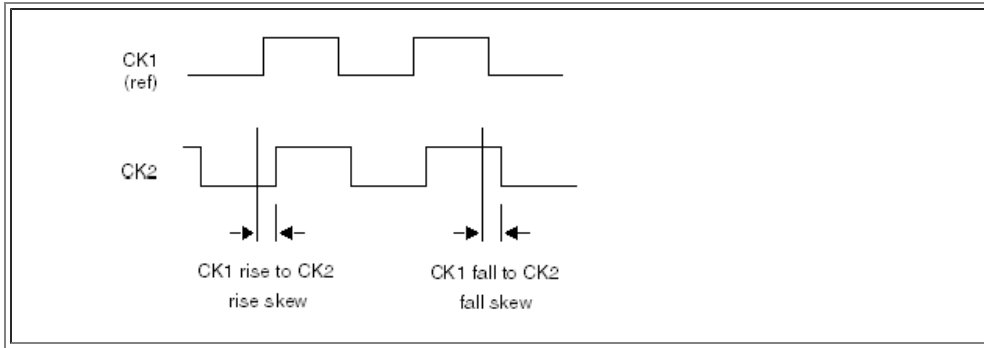 CK1
(ref)
CK2
CK1 rise to CK2
rise skew
CK1 fall to CK2
fall skew